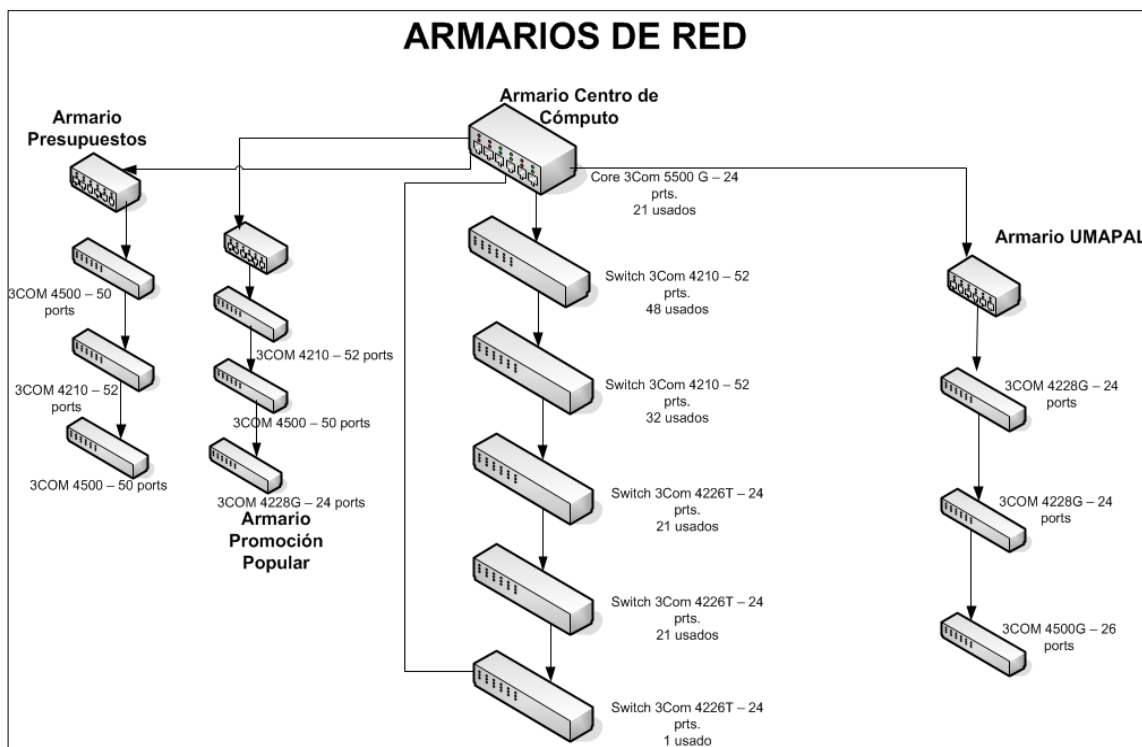 ARMARIOS DE RED
Armario
Presupuestos
3COM 4500 – 50
ports
3COM 4210 – 52
ports
3COM 4500 – 50 ports
3COM 4210 – 52 ports
3COM 4500 – 50 ports
3COM 4228G – 24 ports
Armario
Promoción
Popular
Armario Centro de
Cómputo
Core 3Com 5500 G – 24
prts.
21 usados
Switch 3Com 4210 – 52
prts.
48 usados
Switch 3Com 4210 – 52
prts.
32 usados
Switch 3Com 4226T – 24
prts.
21 usados
Switch 3Com 4226T – 24
prts.
21 usados
Switch 3Com 4226T – 24
prts.
1 usado
Armario UMAPAL
3COM 4228G – 24
ports
3COM 4228G – 24
ports
3COM 4500G – 26
ports